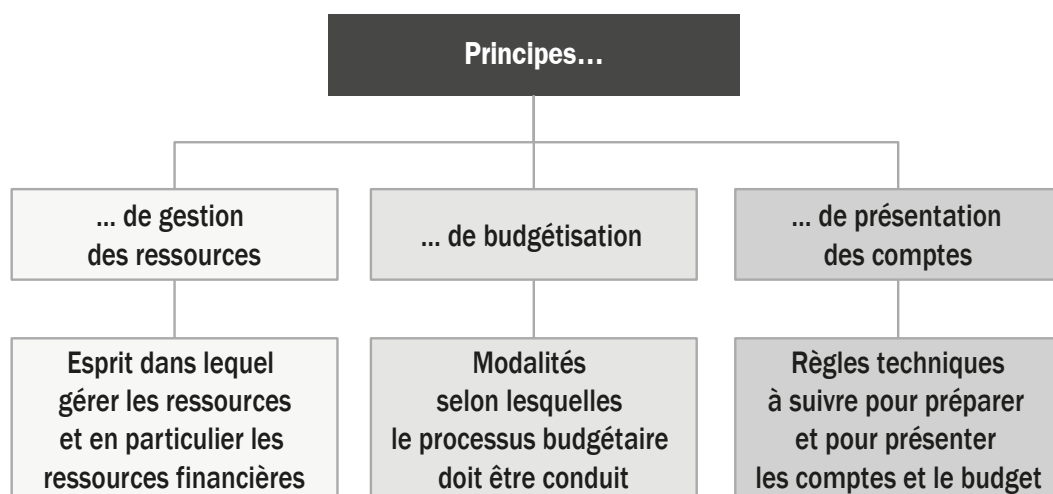 Principes...
... de gestion
des ressources
... de budgétisation
... de présentation
des comptes
Esprit dans lequel
gérer les ressources
et en particulier les
ressources financières
Modalités
selon lesquelles
le processus budgétaire
doit être conduit
Règles techniques
à suivre pour préparer
et pour présenter
les comptes et le budget